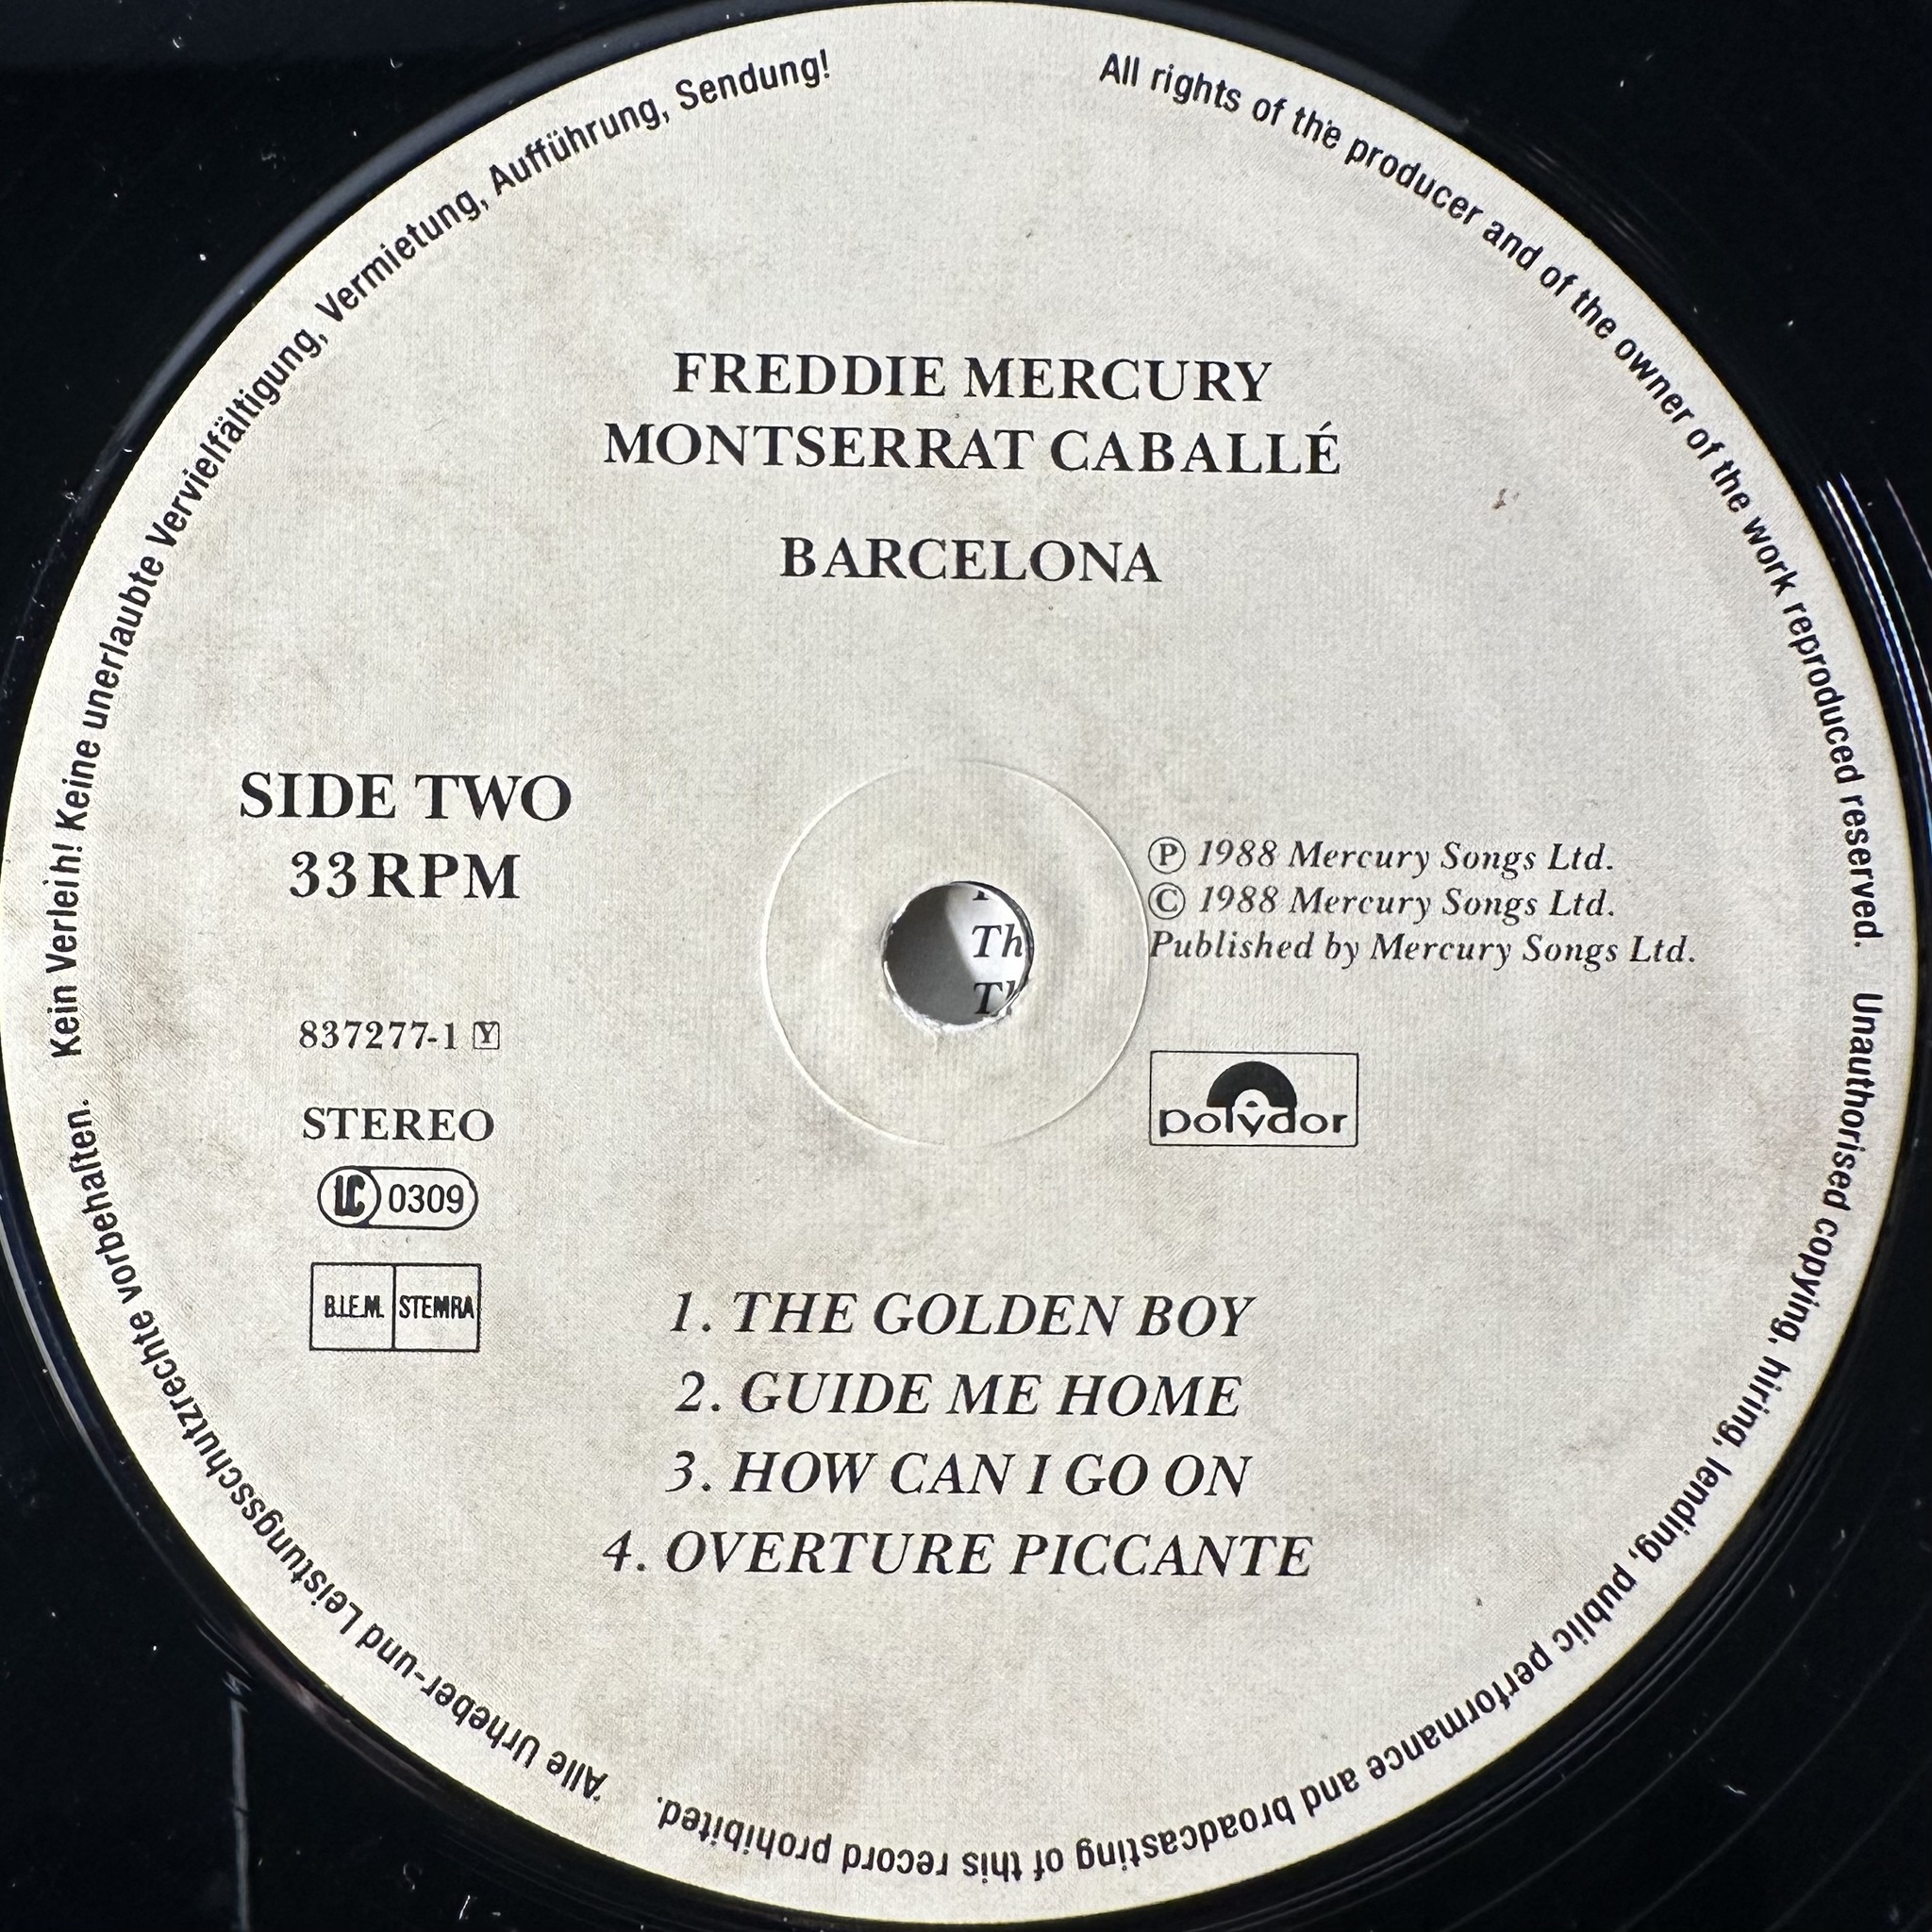 All rights of the producer and of the owner of the work reproduced reserved. Unauthorised copying, hiring, lending, public performance and broadcasting of this record prohibited.
Alle Urheber-und Leistungsschutzrechte vorbehalten. Kein Verleih! Keine unerlaubte Vervielfältigung, Vermietung, Aufführung, Sendung!
FREDDIE MERCURY
MONTSERRAT CABALLÉ
BARCELONA
SIDE TWO
33 RPM
837277-1 Y
STEREO
LC 0309
B.I.E.M. STEMRA
Ⓟ 1988 Mercury Songs Ltd.
© 1988 Mercury Songs Ltd.
Published by Mercury Songs Ltd.
polydor
1. THE GOLDEN BOY
2. GUIDE ME HOME
3. HOW CAN I GO ON
4. OVERTURE PICCANTE